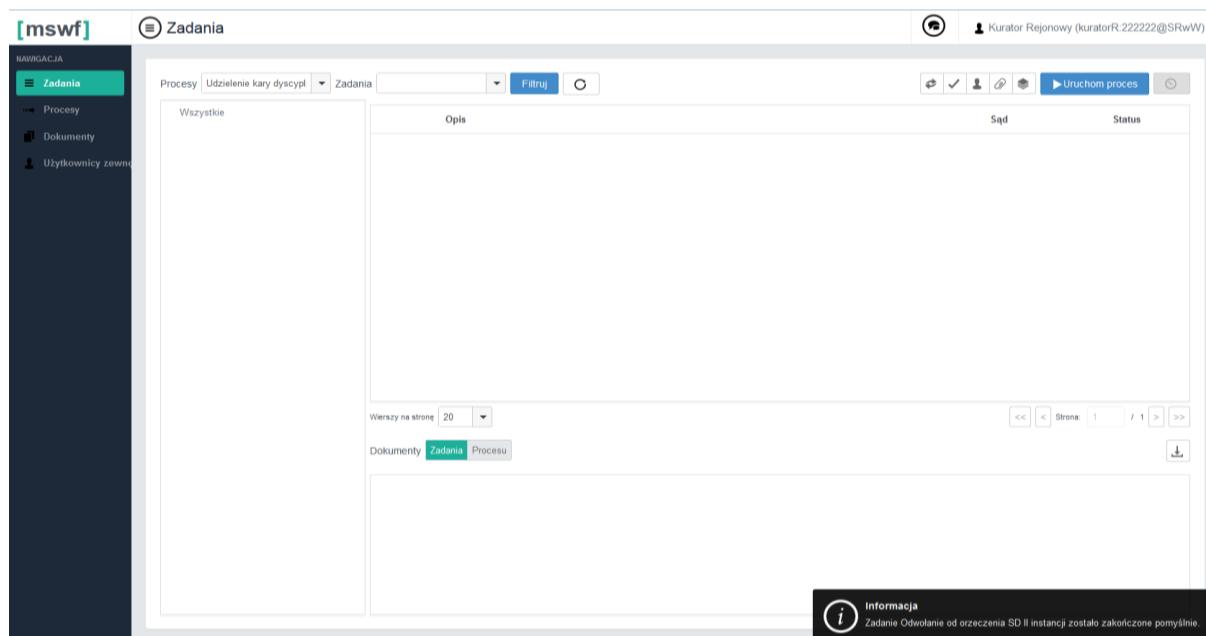 [mswf]
Zadania
Kurator Rejonowy (kuratorR:222222@SRwW)
NAWIGACJA
Zadania
Procesy
Dokumenty
Użytkownicy zewnę
Procesy Udzielenie kary dyscypl Zadania Filtruj Uruchom proces
Wszystkie
Opis Sąd Status
Wierszy na stronę 20 << < Strona: 1 / 1 > >>
Dokumenty Zadania Procesu
Informacja
Zadanie Odwołanie od orzeczenia SD II instancji zostało zakończone pomyślnie.